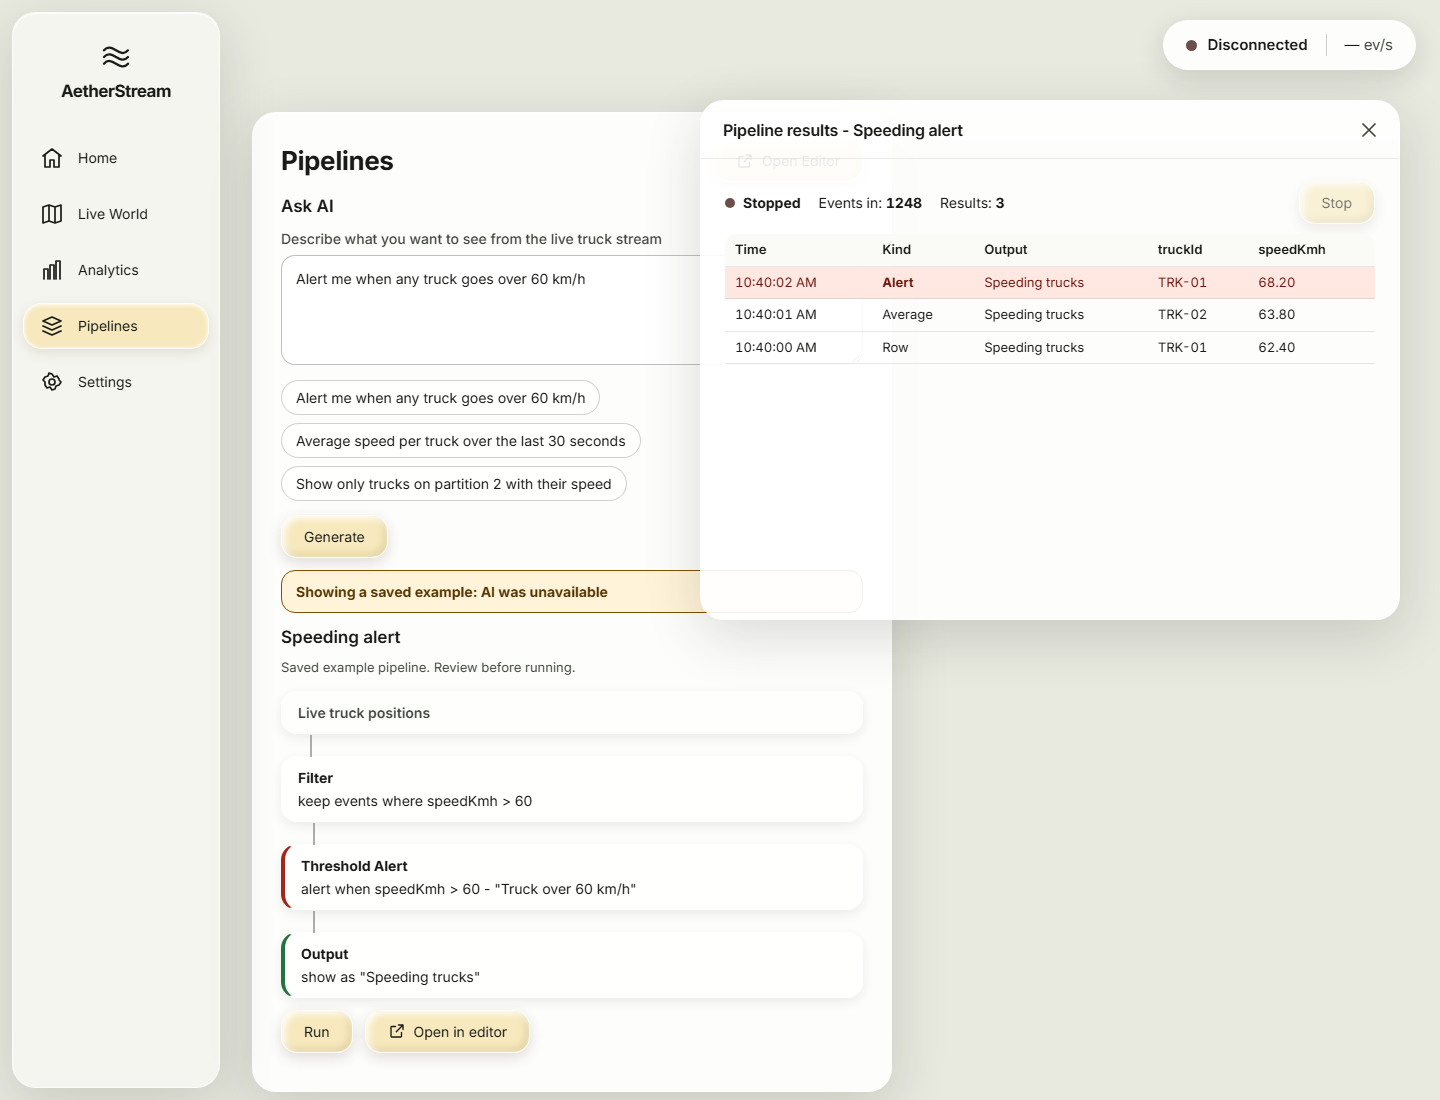 AetherStream
Home
Live World
Analytics
Pipelines
Settings
Disconnected
— ev/s
Pipelines
Open Editor
Ask AI
Describe what you want to see from the live truck stream
Alert me when any truck goes over 60 km/h
Alert me when any truck goes over 60 km/h
Average speed per truck over the last 30 seconds
Show only trucks on partition 2 with their speed
Generate
Showing a saved example: AI was unavailable
Speeding alert
Saved example pipeline. Review before running.
Live truck positions
Filter
keep events where speedKmh > 60
Threshold Alert
alert when speedKmh > 60 - "Truck over 60 km/h"
Output
show as "Speeding trucks"
Run
Open in editor
Pipeline results - Speeding alert
Stopped Events in: 1248 Results: 3
Stop
Time Kind Output truckId speedKmh
10:40:02 AM Alert Speeding trucks TRK-01 68.20
10:40:01 AM Average Speeding trucks TRK-02 63.80
10:40:00 AM Row Speeding trucks TRK-01 62.40